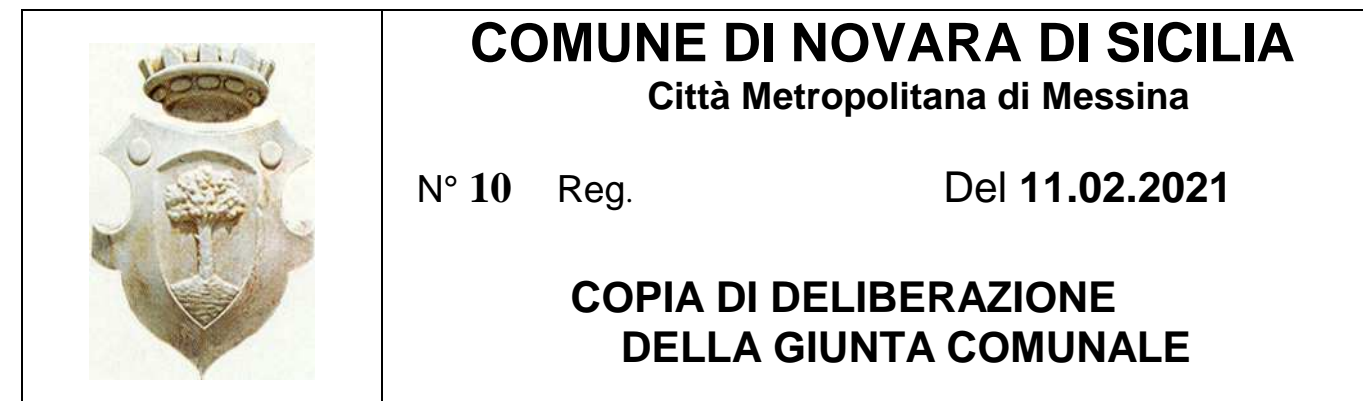 COMUNE DI NOVARA DI SICILIA
Città Metropolitana di Messina
N° 10 Reg. Del 11.02.2021
COPIA DI DELIBERAZIONE
DELLA GIUNTA COMUNALE